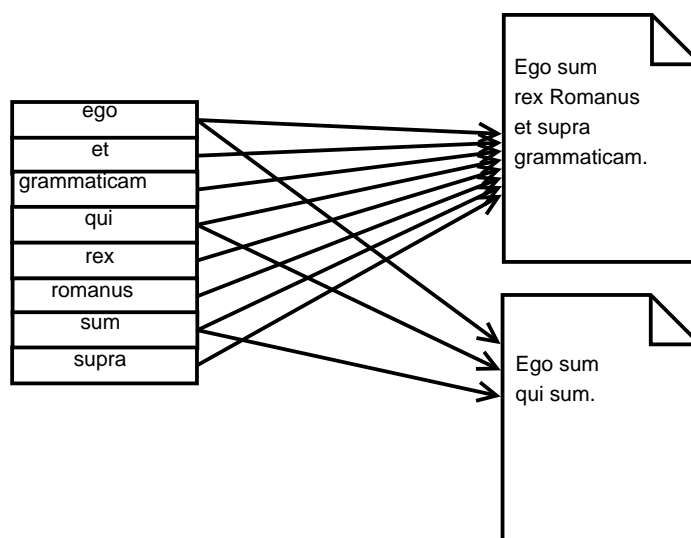 ego
et
grammaticam
qui
rex
romanus
sum
supra
Ego sum
rex Romanus
et supra
grammaticam.
Ego sum
qui sum.